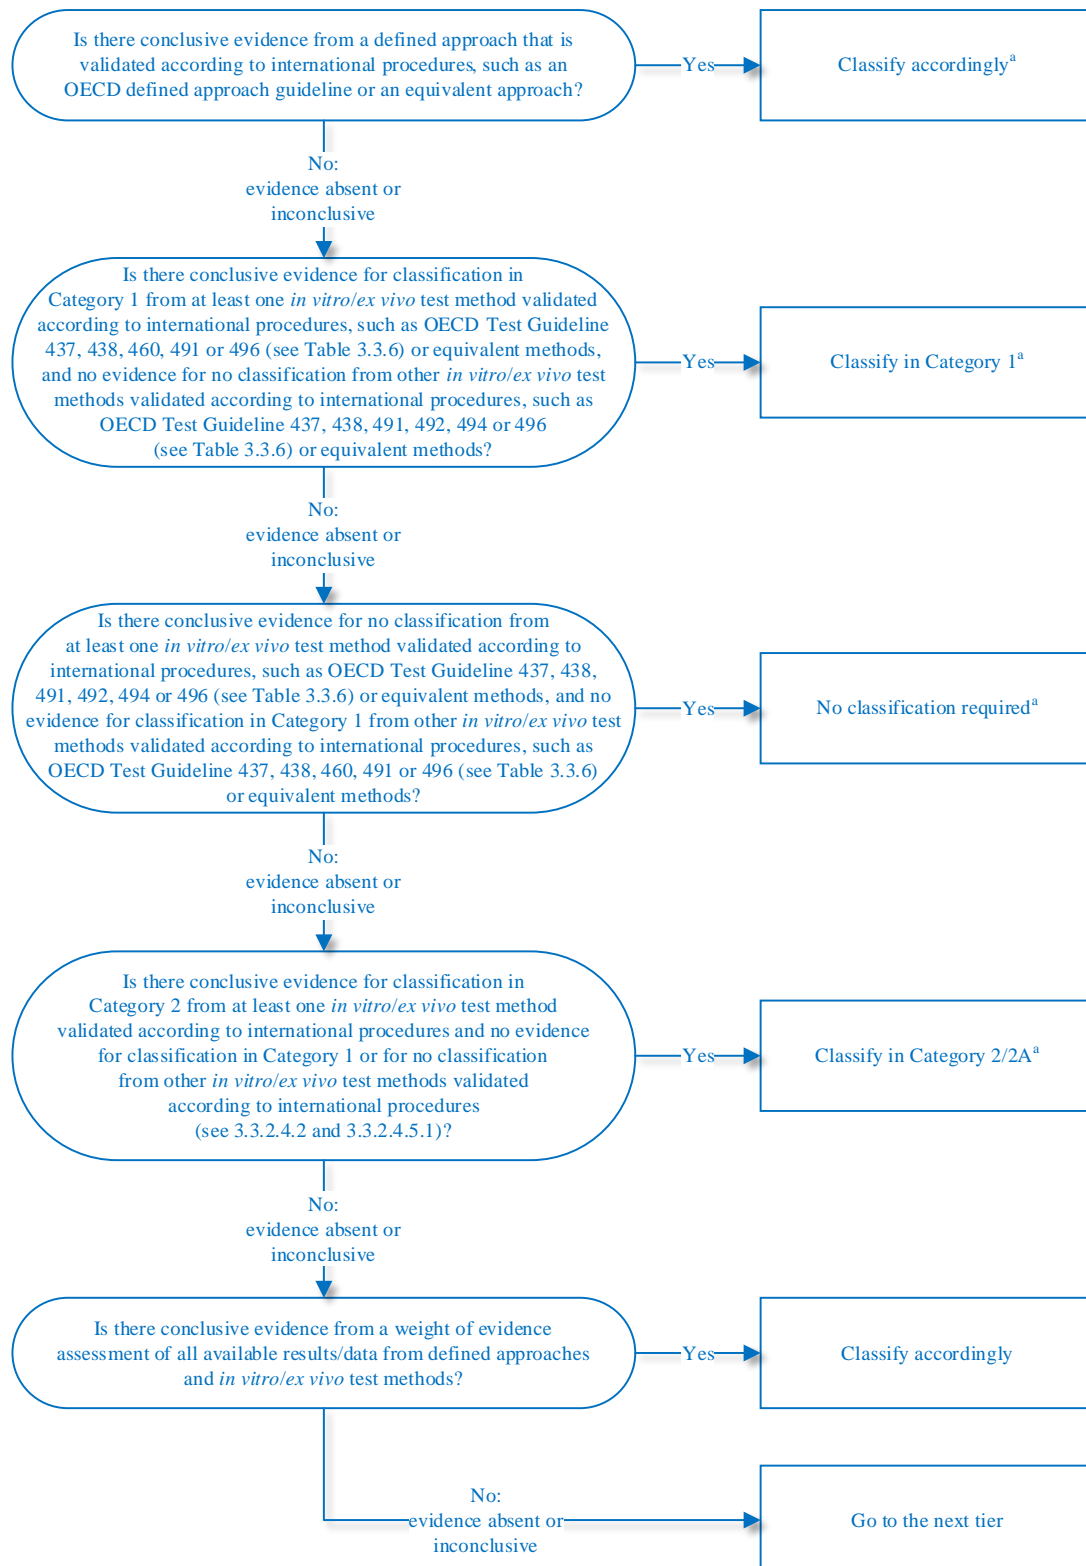 Is there conclusive evidence from a defined approach that is
validated according to international procedures, such as an
OECD defined approach guideline or an equivalent approach?
Yes
Classify accordinglyᵃ
No:
evidence absent or
inconclusive
Is there conclusive evidence for classification in
Category 1 from at least one in vitro/ex vivo test method validated
according to international procedures, such as OECD Test Guideline
437, 438, 460, 491 or 496 (see Table 3.3.6) or equivalent methods,
and no evidence for no classification from other in vitro/ex vivo test
methods validated according to international procedures, such as
OECD Test Guideline 437, 438, 491, 492, 494 or 496
(see Table 3.3.6) or equivalent methods?
Yes
Classify in Category 1ᵃ
No:
evidence absent or
inconclusive
Is there conclusive evidence for no classification from
at least one in vitro/ex vivo test method validated according to
international procedures, such as OECD Test Guideline 437, 438,
491, 492, 494 or 496 (see Table 3.3.6) or equivalent methods, and no
evidence for classification in Category 1 from other in vitro/ex vivo test
methods validated according to international procedures, such as
OECD Test Guideline 437, 438, 460, 491 or 496 (see Table 3.3.6)
or equivalent methods?
Yes
No classification requiredᵃ
No:
evidence absent or
inconclusive
Is there conclusive evidence for classification in
Category 2 from at least one in vitro/ex vivo test method
validated according to international procedures and no evidence
for classification in Category 1 or for no classification
from other in vitro/ex vivo test methods validated
according to international procedures
(see 3.3.2.4.2 and 3.3.2.4.5.1)?
Yes
Classify in Category 2/2Aᵃ
No:
evidence absent or
inconclusive
Is there conclusive evidence from a weight of evidence
assessment of all available results/data from defined approaches
and in vitro/ex vivo test methods?
Yes
Classify accordingly
No:
evidence absent or
inconclusive
Go to the next tier